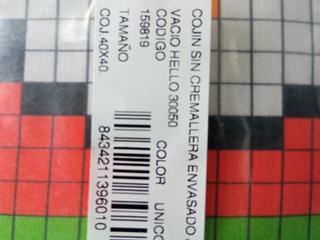 COJIN SIN CREMALLERA ENVASADO
VACIO HELLO 30050
CODIGO
159819
COLOR UNICO
TAMAÑO
COJ.40X40
8434211396010